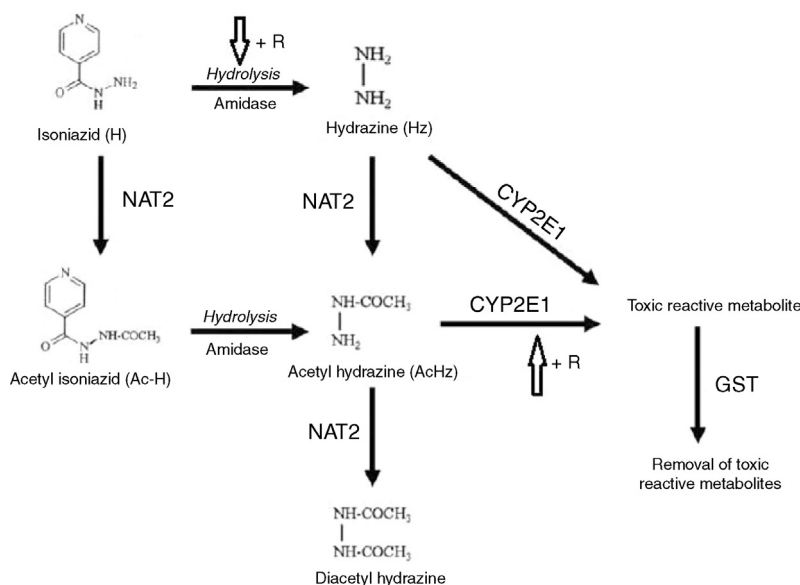 N
O
N
H
NH₂
Isoniazid (H)
+ R
Hydrolysis
Amidase
NH₂
NH₂
Hydrazine (Hz)
NAT2
NAT2
CYP2E1
N
O
N
H
NH-COCH₃
Acetyl isoniazid (Ac-H)
Hydrolysis
Amidase
NH-COCH₃
NH₂
Acetyl hydrazine (AcHz)
CYP2E1
+ R
Toxic reactive metabolite
GST
NAT2
Removal of toxic
reactive metabolites
NH-COCH₃
NH-COCH₃
Diacetyl hydrazine